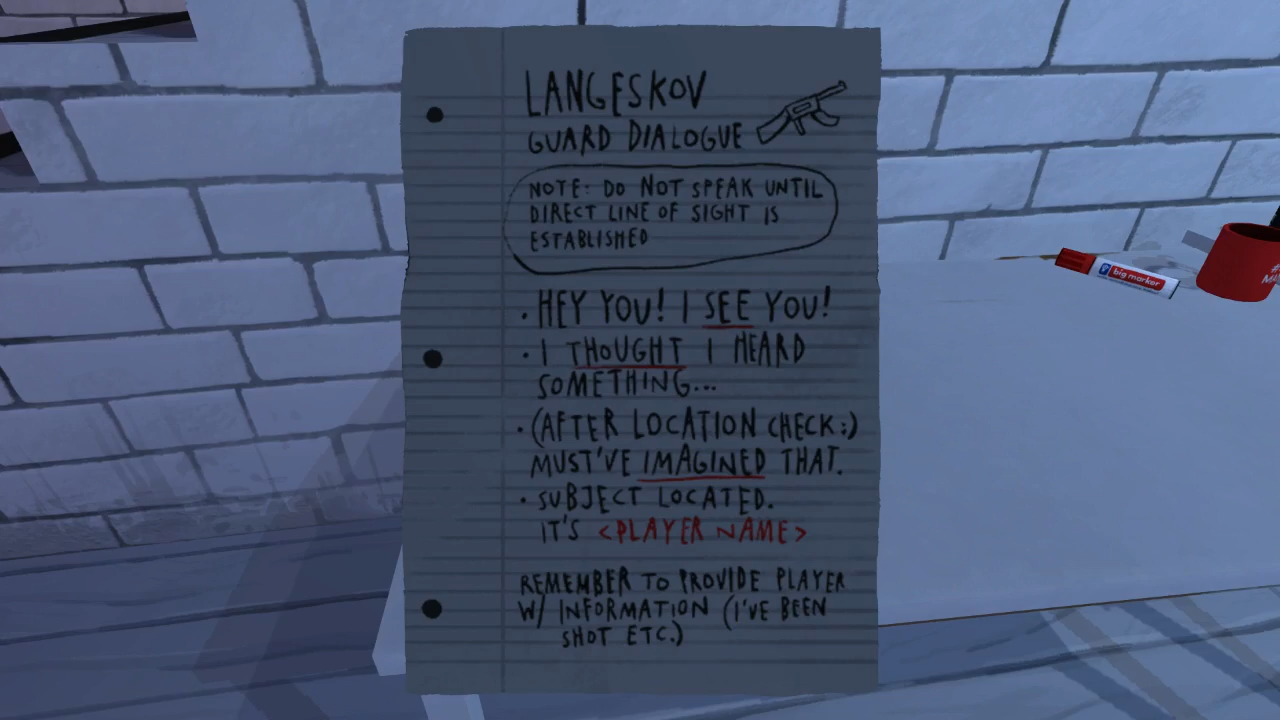 LANGESKOV
GUARD DIALOGUE
NOTE: DO NOT SPEAK UNTIL
DIRECT LINE OF SIGHT IS
ESTABLISHED
• HEY YOU! I SEE YOU!
• I THOUGHT I HEARD
SOMETHING...
• (AFTER LOCATION CHECK:)
MUST'VE IMAGINED THAT.
• SUBJECT LOCATED.
IT'S <PLAYER NAME>
REMEMBER TO PROVIDE PLAYER
W/ INFORMATION (I'VE BEEN
SHOT ETC.)
big marker